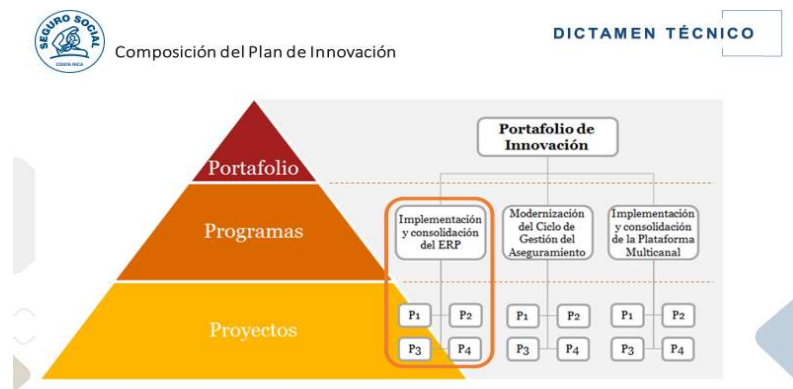 SEGURO SOCIAL
COSTA RICA
Composición del Plan de Innovación
DICTAMEN TÉCNICO
Portafolio
Programas
Proyectos
Portafolio de
Innovación
Implementación
y consolidación
del ERP
Modernización
del Ciclo de
Gestión del
Aseguramiento
Implementación
y consolidación
de la Plataforma
Multicanal
P1 P2
P3 P4
P1 P2
P3 P4
P1 P2
P3 P4